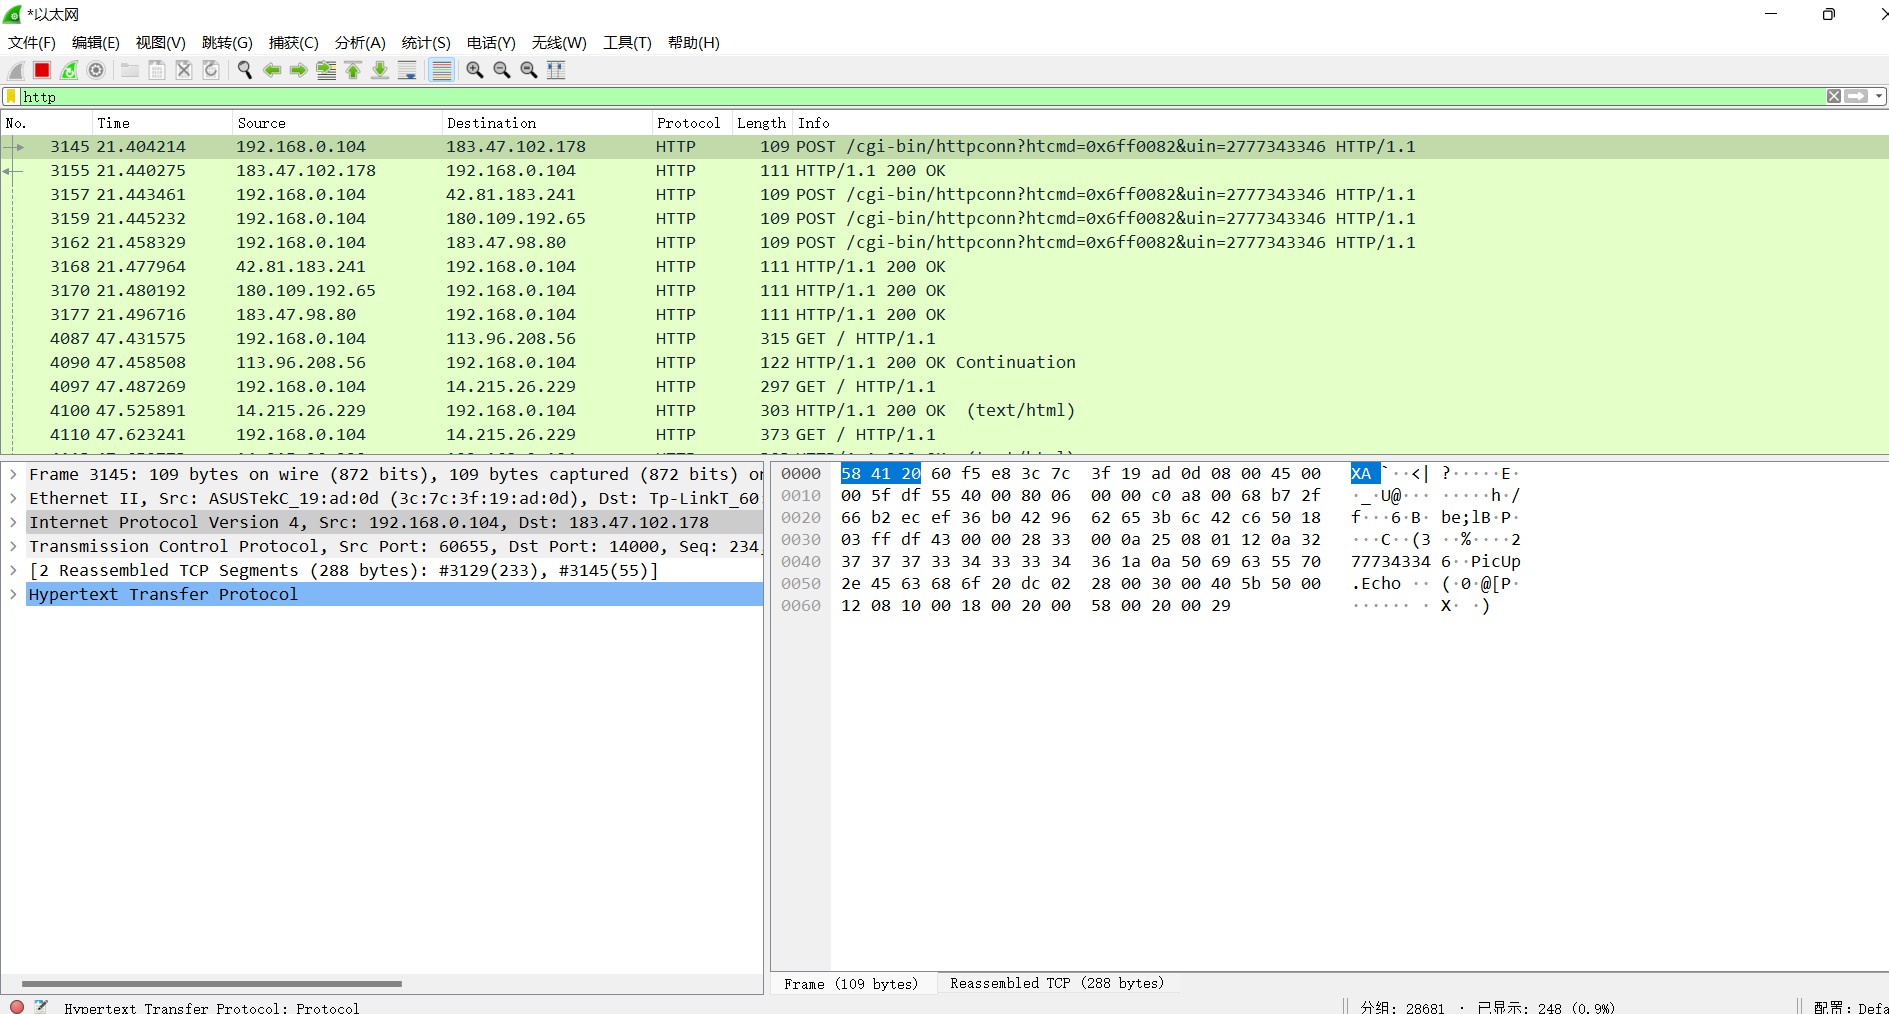 *以太网
文件(F) 编辑(E) 视图(V) 跳转(G) 捕获(C) 分析(A) 统计(S) 电话(Y) 无线(W) 工具(T) 帮助(H)
http
No. Time Source Destination Protocol Length Info
3145 21.404214 192.168.0.104 183.47.102.178 HTTP 109 POST /cgi-bin/httpconn?htcmd=0x6ff0082&uin=2777343346 HTTP/1.1
3155 21.440275 183.47.102.178 192.168.0.104 HTTP 111 HTTP/1.1 200 OK
3157 21.443461 192.168.0.104 42.81.183.241 HTTP 109 POST /cgi-bin/httpconn?htcmd=0x6ff0082&uin=2777343346 HTTP/1.1
3159 21.445232 192.168.0.104 180.109.192.65 HTTP 109 POST /cgi-bin/httpconn?htcmd=0x6ff0082&uin=2777343346 HTTP/1.1
3162 21.458329 192.168.0.104 183.47.98.80 HTTP 109 POST /cgi-bin/httpconn?htcmd=0x6ff0082&uin=2777343346 HTTP/1.1
3168 21.477964 42.81.183.241 192.168.0.104 HTTP 111 HTTP/1.1 200 OK
3170 21.480192 180.109.192.65 192.168.0.104 HTTP 111 HTTP/1.1 200 OK
3177 21.496716 183.47.98.80 192.168.0.104 HTTP 111 HTTP/1.1 200 OK
4087 47.431575 192.168.0.104 113.96.208.56 HTTP 315 GET / HTTP/1.1
4090 47.458508 113.96.208.56 192.168.0.104 HTTP 122 HTTP/1.1 200 OK Continuation
4097 47.487269 192.168.0.104 14.215.26.229 HTTP 297 GET / HTTP/1.1
4100 47.525891 14.215.26.229 192.168.0.104 HTTP 303 HTTP/1.1 200 OK (text/html)
4110 47.623241 192.168.0.104 14.215.26.229 HTTP 373 GET / HTTP/1.1
Frame 3145: 109 bytes on wire (872 bits), 109 bytes captured (872 bits) on
Ethernet II, Src: ASUSTekC_19:ad:0d (3c:7c:3f:19:ad:0d), Dst: Tp-LinkT_60:
Internet Protocol Version 4, Src: 192.168.0.104, Dst: 183.47.102.178
Transmission Control Protocol, Src Port: 60655, Dst Port: 14000, Seq: 234,
[2 Reassembled TCP Segments (288 bytes): #3129(233), #3145(55)]
Hypertext Transfer Protocol
0000 58 41 20 60 f5 e8 3c 7c 3f 19 ad 0d 08 00 45 00 XA `··<| ?·····E·
0010 00 5f df 55 40 00 80 06 00 00 c0 a8 00 68 b7 2f ·_·U@··· ·····h·/
0020 66 b2 ec ef 36 b0 42 96 62 65 3b 6c 42 c6 50 18 f···6·B· be;lB·P·
0030 03 ff df 43 00 00 28 33 00 0a 25 08 01 12 0a 32 ···C··(3 ··%····2
0040 37 37 37 33 34 33 33 34 36 1a 0a 50 69 63 55 70 77734334 6··PicUp
0050 2e 45 63 68 6f 20 dc 02 28 00 30 00 40 5b 50 00 .Echo ·· (·0·@[P·
0060 12 08 10 00 18 00 20 00 58 00 20 00 29 ······ · X· ·)
Frame (109 bytes) Reassembled TCP (288 bytes)
Hypertext Transfer Protocol: Protocol 分组: 28681 · 已显示: 248 (0.9%) 配置: Defa